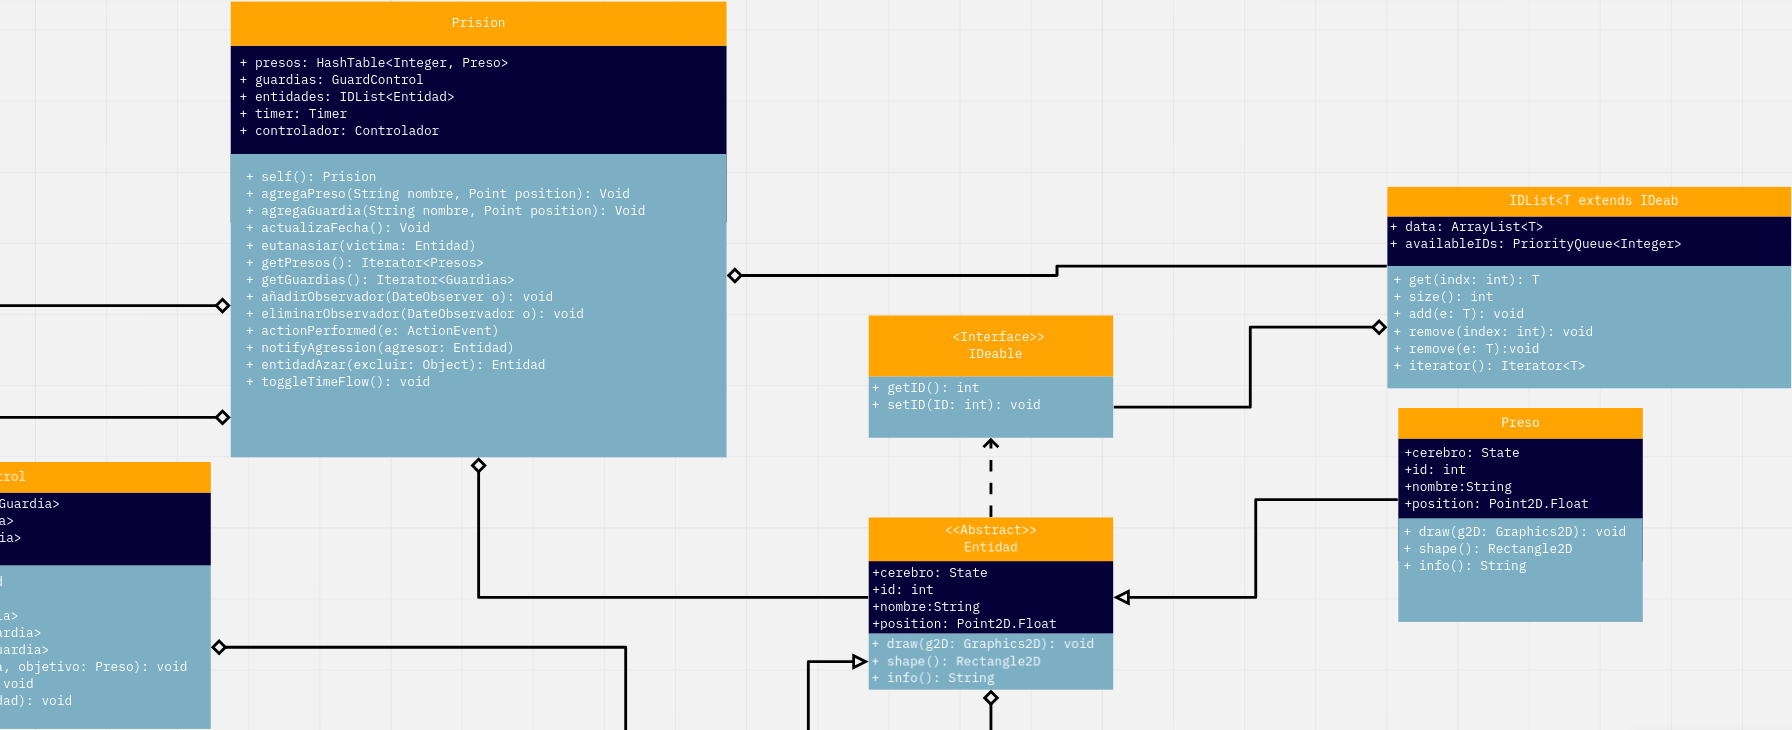 Prision
+ presos: HashTable<Integer, Preso>
+ guardias: GuardControl
+ entidades: IDList<Entidad>
+ timer: Timer
+ controlador: Controlador
+ self(): Prision
+ agregaPreso(String nombre, Point position): Void
+ agregaGuardia(String nombre, Point position): Void
+ actualizaFecha(): Void
+ eutanasiar(victima: Entidad)
+ getPresos(): Iterator<Presos>
+ getGuardias(): Iterator<Guardias>
+ añadirObservador(DateObserver o): void
+ eliminarObservador(DateObserver o): void
+ actionPerformed(e: ActionEvent)
+ notifyAgression(agresor: Entidad)
+ entidadAzar(excluir: Object): Entidad
+ toggleTimeFlow(): void
IDList<T extends IDeab
+ data: ArrayList<T>
+ availableIDs: PriorityQueue<Integer>
+ get(indx: int): T
+ size(): int
+ add(e: T): void
+ remove(index: int): void
+ remove(e: T):void
+ iterator(): Iterator<T>
<Interface>>
IDeable
+ getID(): int
+ setID(ID: int): void
Preso
+cerebro: State
+id: int
+nombre:String
+position: Point2D.Float
+ draw(g2D: Graphics2D): void
+ shape(): Rectangle2D
+ info(): String
<<Abstract>>
Entidad
+cerebro: State
+id: int
+nombre:String
+position: Point2D.Float
+ draw(g2D: Graphics2D): void
+ shape(): Rectangle2D
+ info(): String
rol
Guardia>
a>
ia>
d
ia>
ardia>
uardia>
a, objetivo: Preso): void
void
dad): void